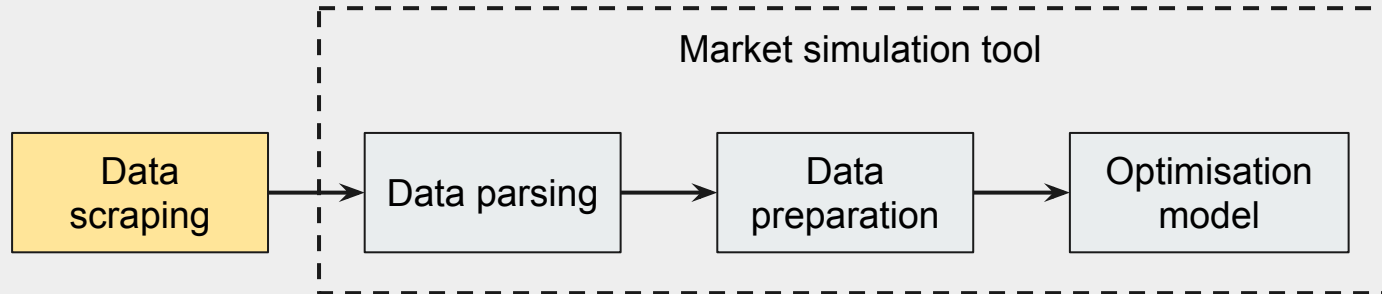 Market simulation tool
Data
scraping
Data parsing
Data
preparation
Optimisation
model